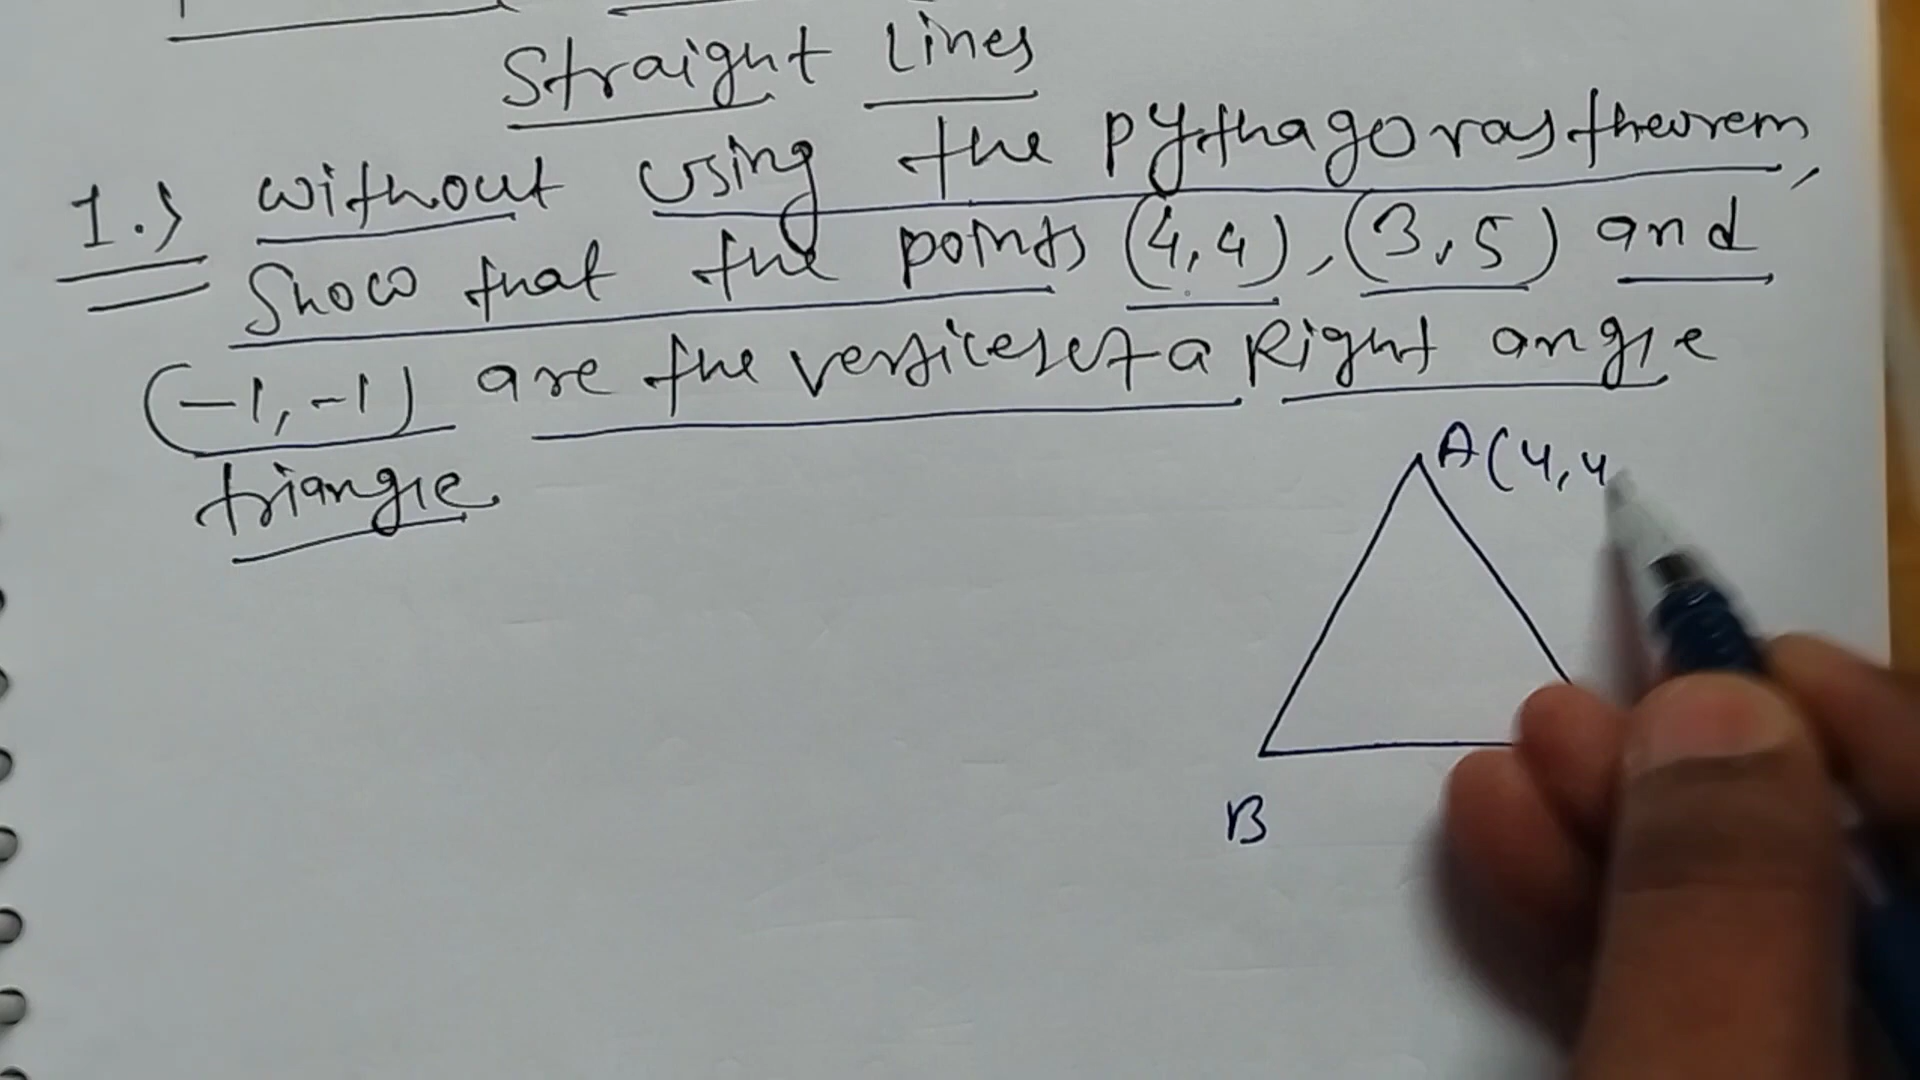 Straight Lines
1.) without using the pythagoras theorem,
Show that the points (4,4), (3,5) and
(-1,-1) are the vertices of a Right angle
triangle
A(4,4
B